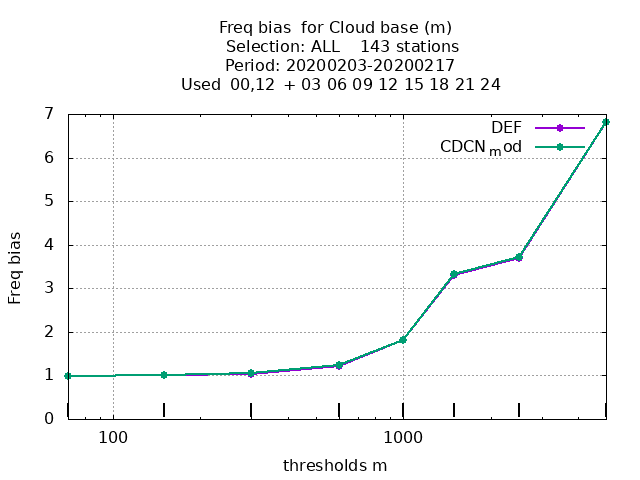 Freq bias  for Cloud base (m)
Selection: ALL    143 stations
Period: 20200203-20200217
Used  00,12  + 03 06 09 12 15 18 21 24
DEF
CDCN_mod
7
6
5
4
3
2
1
0
Freq bias
100 1000
thresholds m